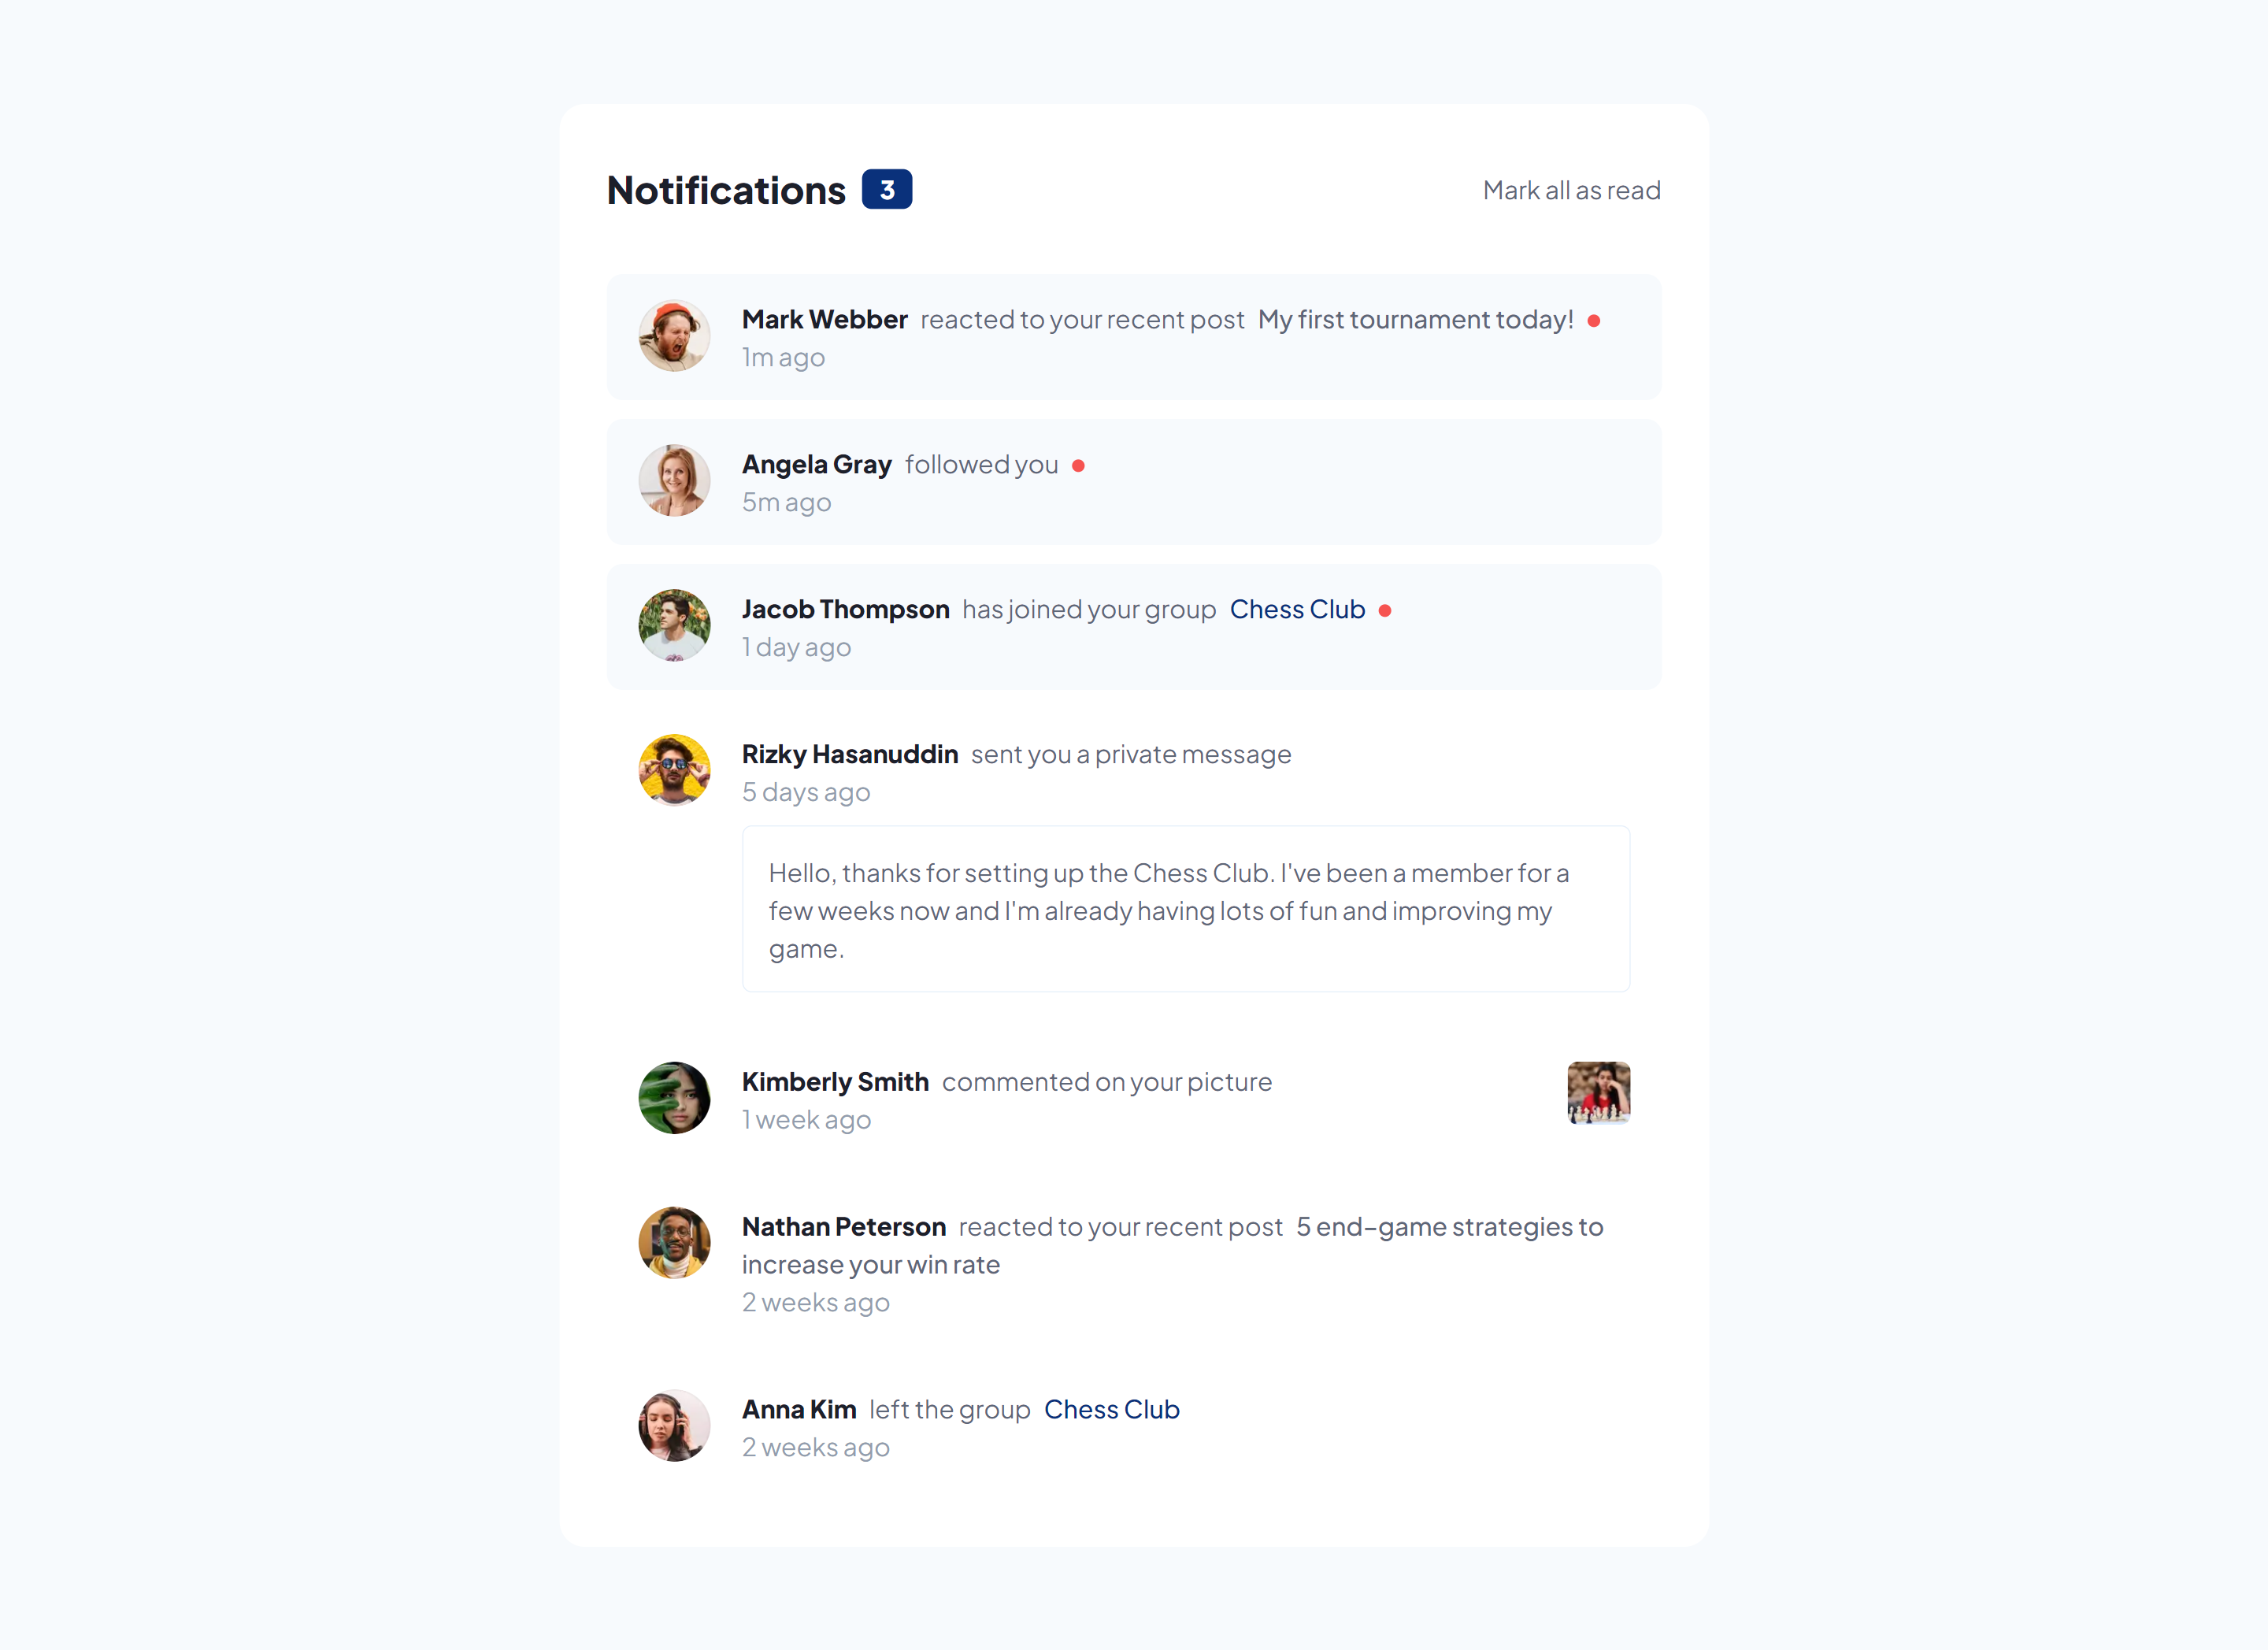 Notifications 3
Mark all as read
Mark Webber reacted to your recent post My first tournament today!
1m ago
Angela Gray followed you
5m ago
Jacob Thompson has joined your group Chess Club
1 day ago
Rizky Hasanuddin sent you a private message
5 days ago
Hello, thanks for setting up the Chess Club. I've been a member for a
few weeks now and I'm already having lots of fun and improving my
game.
Kimberly Smith commented on your picture
1 week ago
Nathan Peterson reacted to your recent post 5 end-game strategies to
increase your win rate
2 weeks ago
Anna Kim left the group Chess Club
2 weeks ago